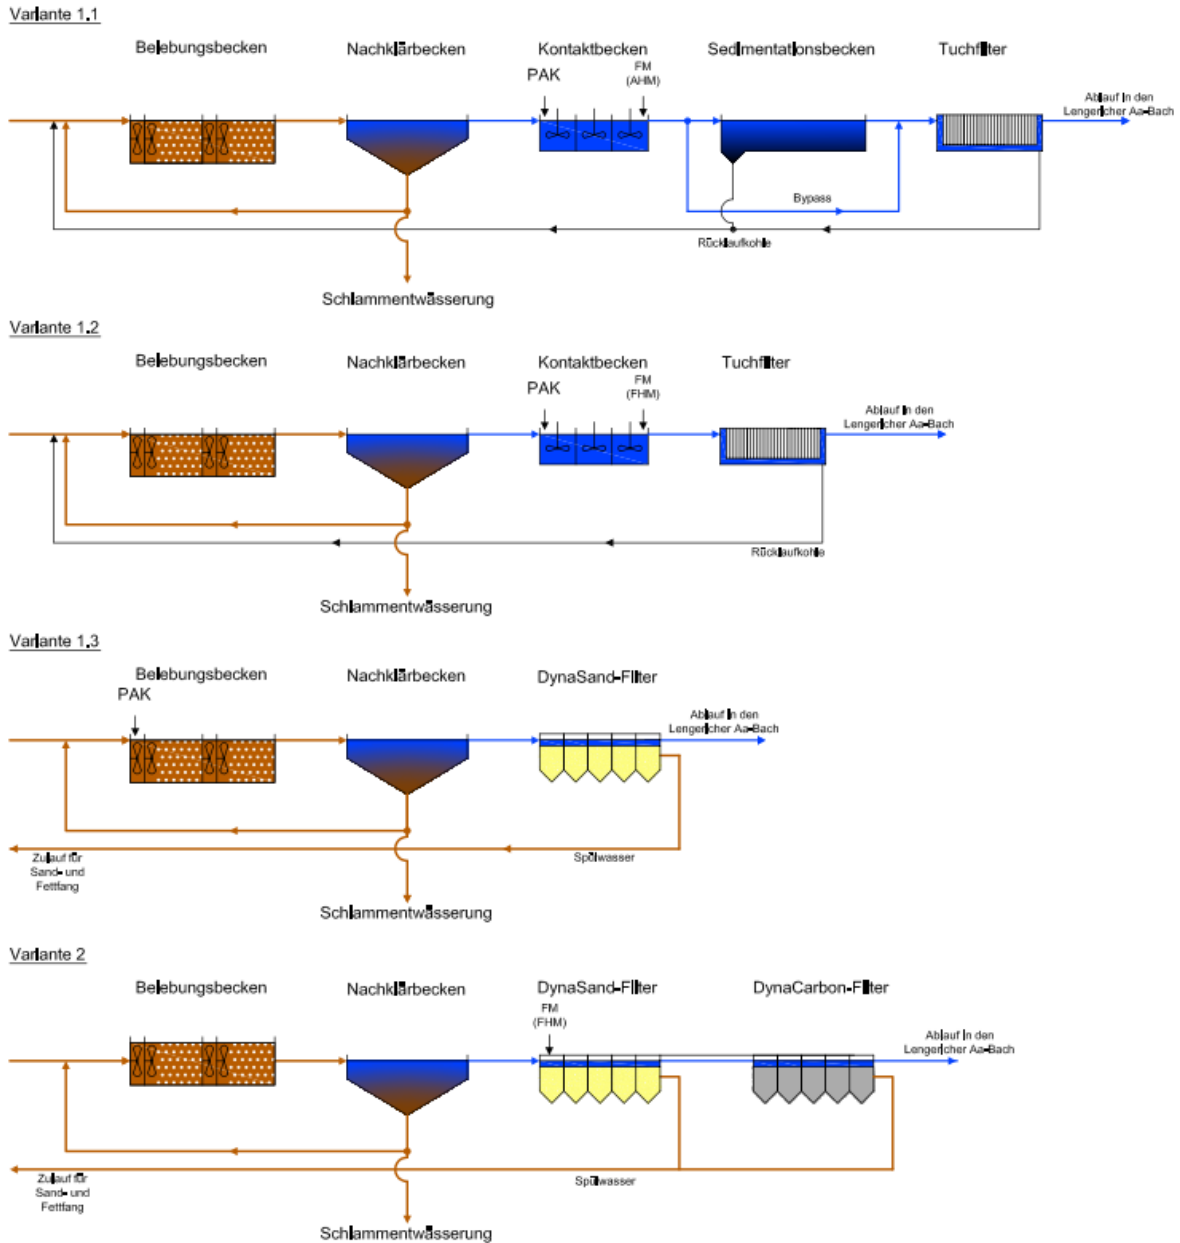 Variante 1.1
Belebungsbecken
Nachklärbecken
Kontaktbecken
Sedimentationsbecken
Tuchfilter
PAK
FM
(AHM)
Ablauf in den
Lengericher Aa-Bach
Bypass
Rücklaufkohle
Schlammentwässerung
Variante 1.2
Belebungsbecken
Nachklärbecken
Kontaktbecken
Tuchfilter
PAK
FM
(FHM)
Ablauf in den
Lengericher Aa-Bach
Rücklaufkohle
Schlammentwässerung
Variante 1.3
Belebungsbecken
Nachklärbecken
DynaSand-Filter
PAK
Ablauf in den
Lengericher Aa-Bach
Zulauf für
Sand- und
Fettfang
Spülwasser
Schlammentwässerung
Variante 2
Belebungsbecken
Nachklärbecken
DynaSand-Filter
DynaCarbon-Filter
FM
(FHM)
Ablauf in den
Lengericher Aa-Bach
Zulauf für
Sand- und
Fettfang
Spülwasser
Schlammentwässerung